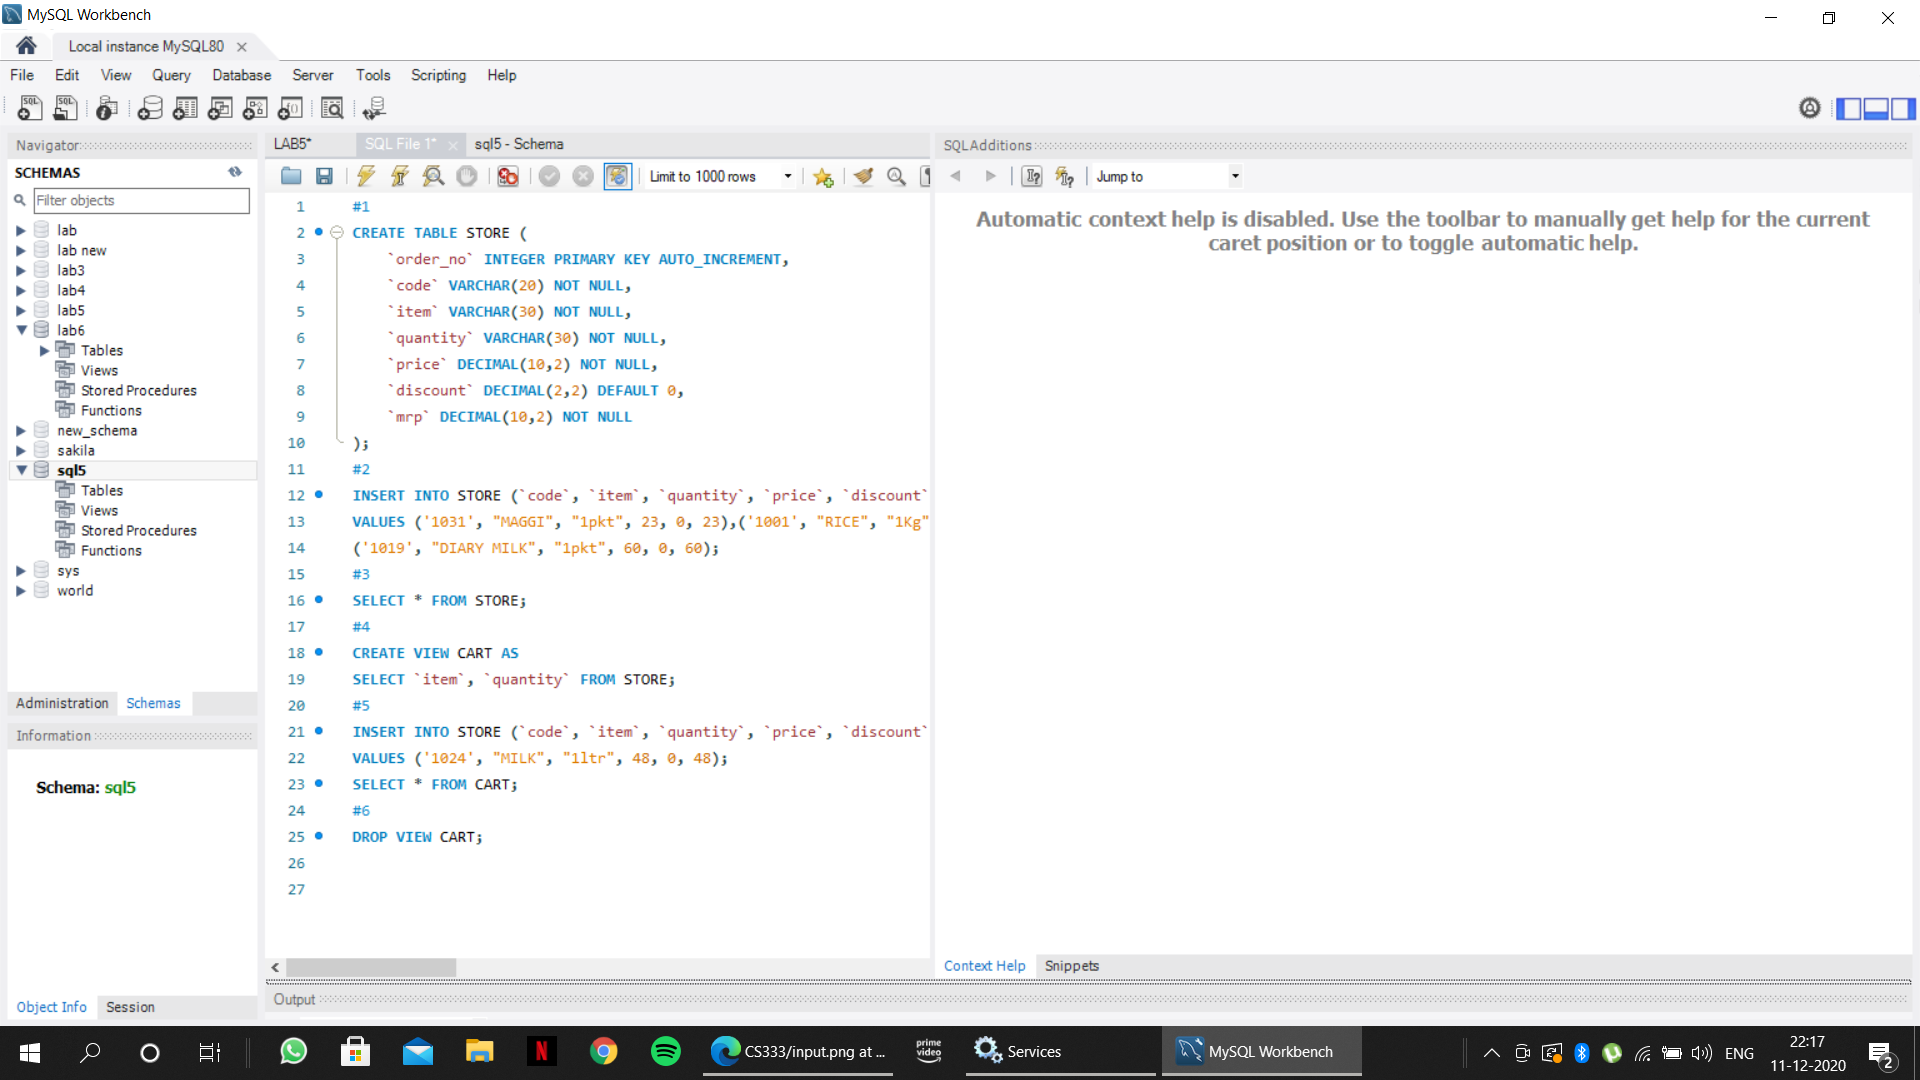 MySQL Workbench
Local instance MySQL80
File Edit View Query Database Server Tools Scripting Help
Navigator
SCHEMAS
Filter objects
lab
lab new
lab3
lab4
lab5
lab6
Tables
Views
Stored Procedures
Functions
new_schema
sakila
sql5
Tables
Views
Stored Procedures
Functions
sys
world
Administration Schemas
Information
Schema: sql5
Object Info Session
LAB5* SQL File 1* sql5 - Schema
Limit to 1000 rows
1 #1
2 CREATE TABLE STORE (
3 `order_no` INTEGER PRIMARY KEY AUTO_INCREMENT,
4 `code` VARCHAR(20) NOT NULL,
5 `item` VARCHAR(30) NOT NULL,
6 `quantity` VARCHAR(30) NOT NULL,
7 `price` DECIMAL(10,2) NOT NULL,
8 `discount` DECIMAL(2,2) DEFAULT 0,
9 `mrp` DECIMAL(10,2) NOT NULL
10 );
11 #2
12 INSERT INTO STORE (`code`, `item`, `quantity`, `price`, `discount`
13 VALUES ('1031', "MAGGI", "1pkt", 23, 0, 23),('1001', "RICE", "1Kg"
14 ('1019', "DIARY MILK", "1pkt", 60, 0, 60);
15 #3
16 SELECT * FROM STORE;
17 #4
18 CREATE VIEW CART AS
19 SELECT `item`, `quantity` FROM STORE;
20 #5
21 INSERT INTO STORE (`code`, `item`, `quantity`, `price`, `discount`
22 VALUES ('1024', "MILK", "1ltr", 48, 0, 48);
23 SELECT * FROM CART;
24 #6
25 DROP VIEW CART;
26
27
Output
SQLAdditions
Jump to
Automatic context help is disabled. Use the toolbar to manually get help for the current
caret position or to toggle automatic help.
Context Help Snippets
CS333/input.png at ...
prime video
Services
MySQL Workbench
ENG
22:17
11-12-2020
2